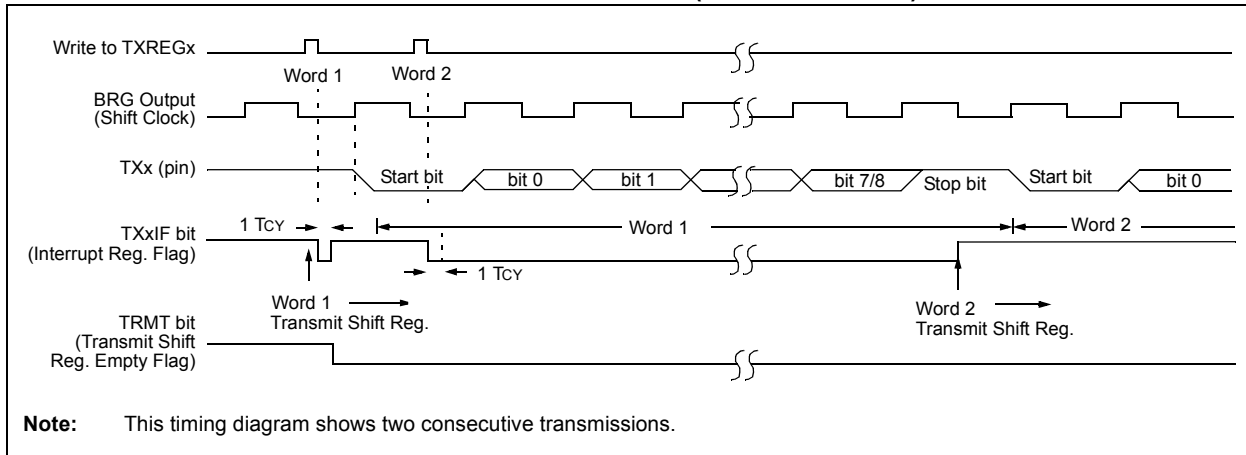 Write to TXREGx
Word 1 Word 2
BRG Output
(Shift Clock)
TXx (pin)
Start bit bit 0 bit 1 bit 7/8 Stop bit Start bit bit 0
1 TCY
Word 1 Word 2
TXxIF bit
(Interrupt Reg. Flag)
1 TCY
Word 1
Transmit Shift Reg.
Word 2
Transmit Shift Reg.
TRMT bit
(Transmit Shift
Reg. Empty Flag)
Note: This timing diagram shows two consecutive transmissions.